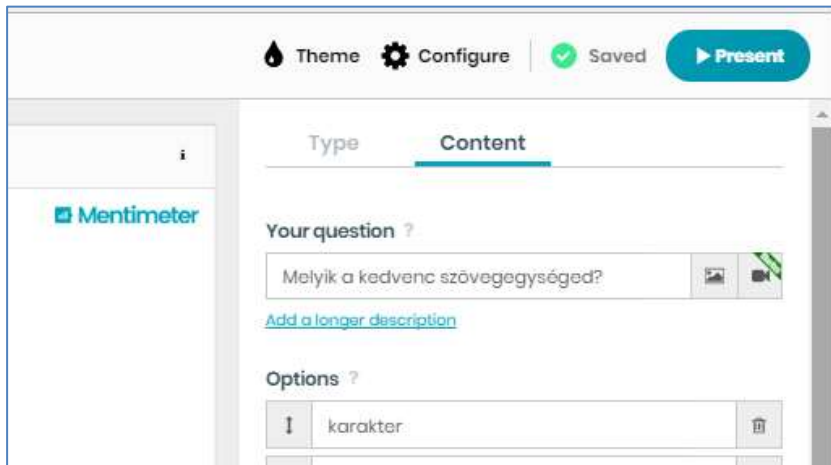 Theme Configure Saved Present
Type Content
i
Mentimeter
Your question ?
Melyik a kedvenc szövegegységed?
Add a longer description
Options ?
karakter